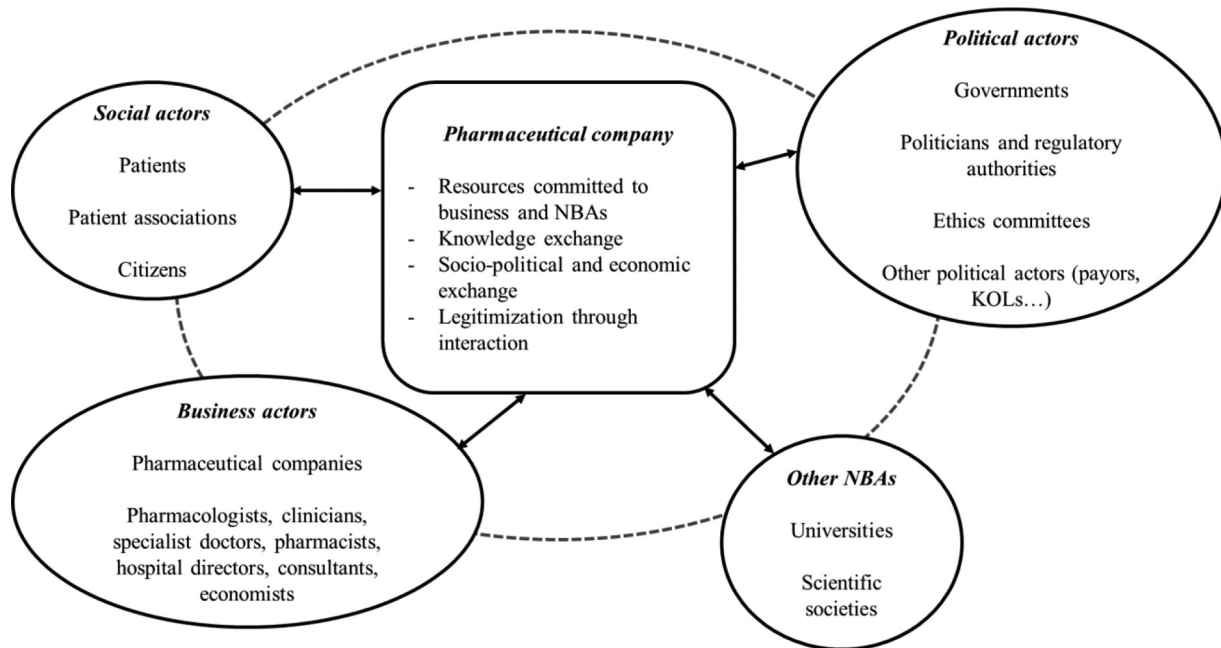 Social actors
Patients
Patient associations
Citizens
Pharmaceutical company
- Resources committed to
business and NBAs
- Knowledge exchange
- Socio-political and economic
exchange
- Legitimization through
interaction
Political actors
Governments
Politicians and regulatory
authorities
Ethics committees
Other political actors (payors,
KOLs…)
Business actors
Pharmaceutical companies
Pharmacologists, clinicians,
specialist doctors, pharmacists,
hospital directors, consultants,
economists
Other NBAs
Universities
Scientific
societies